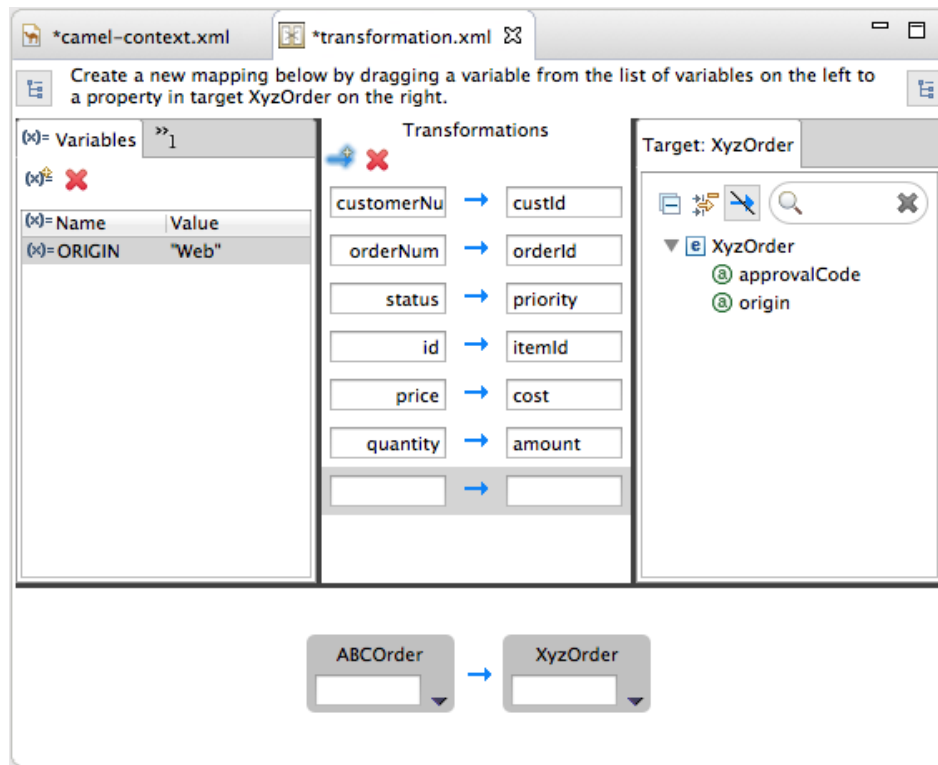 *camel-context.xml
*transformation.xml
Create a new mapping below by dragging a variable from the list of variables on the left to
a property in target XyzOrder on the right.
(x)= Variables
»1
Transformations
Target: XyzOrder
(x)=
(x)= Name Value
(x)= ORIGIN "Web"
customerNu custId
orderNum orderId
status priority
id itemId
price cost
quantity amount
e XyzOrder
a approvalCode
a origin
ABCOrder
XyzOrder